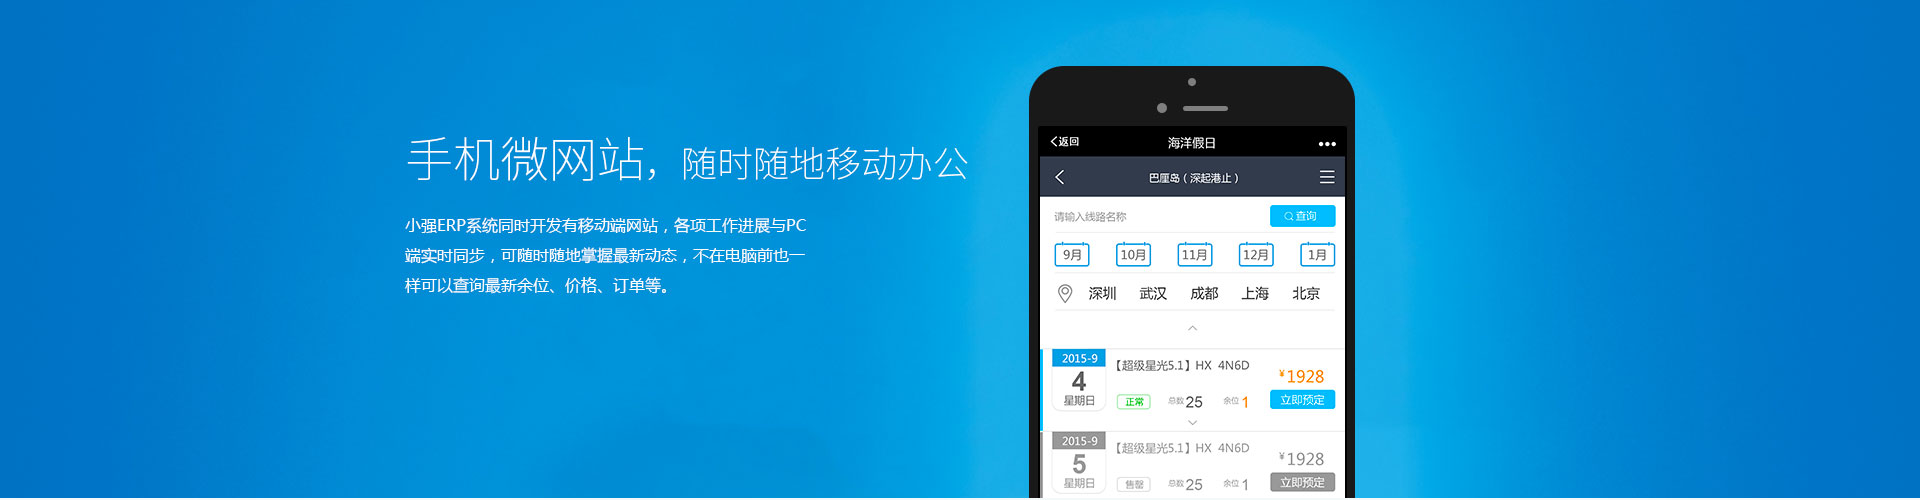 手机微网站，随时随地移动办公
小强ERP系统同时开发有移动端网站，各项工作进展与PC
端实时同步，可随时随地掌握最新动态，不在电脑前也一
样可以查询最新余位、价格、订单等。
返回 海洋假日
巴厘岛（深起港止）
请输入线路名称 查询
9月 10月 11月 12月 1月
深圳 武汉 成都 上海 北京
2015-9 【超级星光5.1】HX 4N6D
4 ¥1928
星期日 正常 总数25 余位1 立即预定
2015-9 【超级星光5.1】HX 4N6D
5 ¥1928
星期日 售罄 总数25 余位1 立即预定